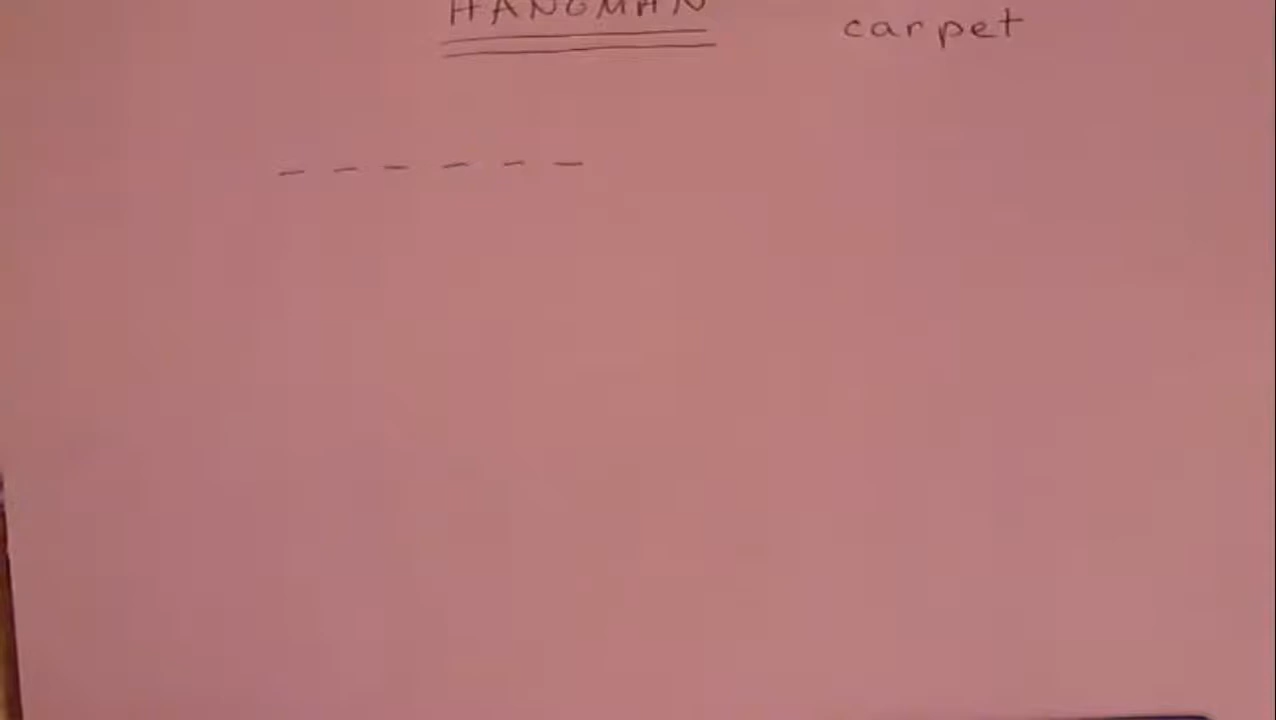 HANGMAN
carpet
_ _ _ _ _ _